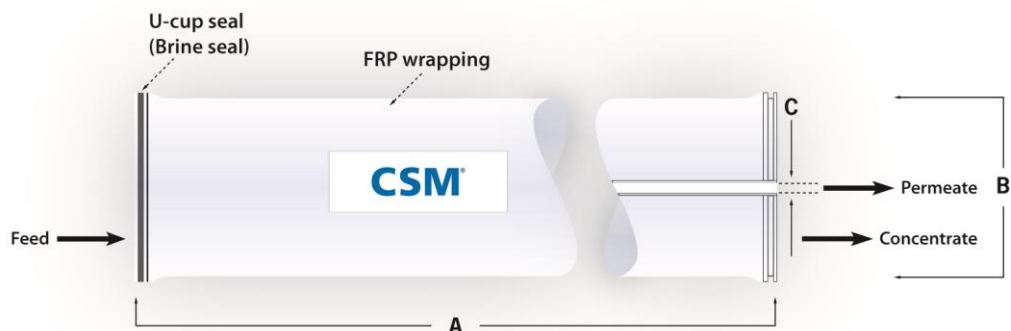 U-cup seal
(Brine seal)
FRP wrapping
C
CSM®
Permeate
B
Feed
Concentrate
A